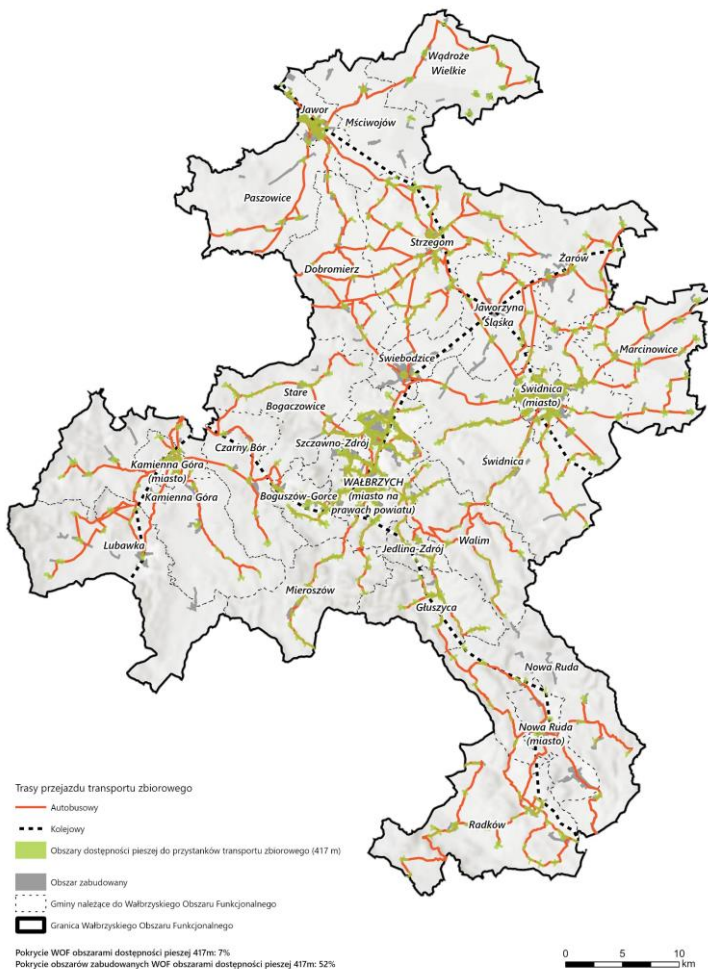 Wądroże
Wielkie
Jawor
Mściwojów
Paszowice
Strzegom
Dobromierz
Żarów
Jaworzyna
Śląska
Marcinowice
Świebodzice
Stare
Bogaczowice
Świdnica
(miasto)
Szczawno-Zdrój
Czarny Bór
Kamienna Góra
(miasto)
Świdnica
WAŁBRZYCH
(miasto na
prawach powiatu)
Kamienna Góra
Boguszów-Gorce
Walim
Lubawka
Jedlina-Zdrój
Mieroszów
Głuszyca
Nowa Ruda
Nowa Ruda
(miasto)
Radków
Trasy przejazdu transportu zbiorowego
Autobusowy
Kolejowy
Obszary dostępności pieszej do przystanków transportu zbiorowego (417 m)
Obszar zabudowany
Gminy należące do Wałbrzyskiego Obszaru Funkcjonalnego
Granica Wałbrzyskiego Obszaru Funkcjonalnego
Pokrycie WOF obszarami dostępności pieszej 417m: 7%
Pokrycie obszarów zabudowanych WOF obszarami dostępności pieszej 417m: 52%
0 5 10
km